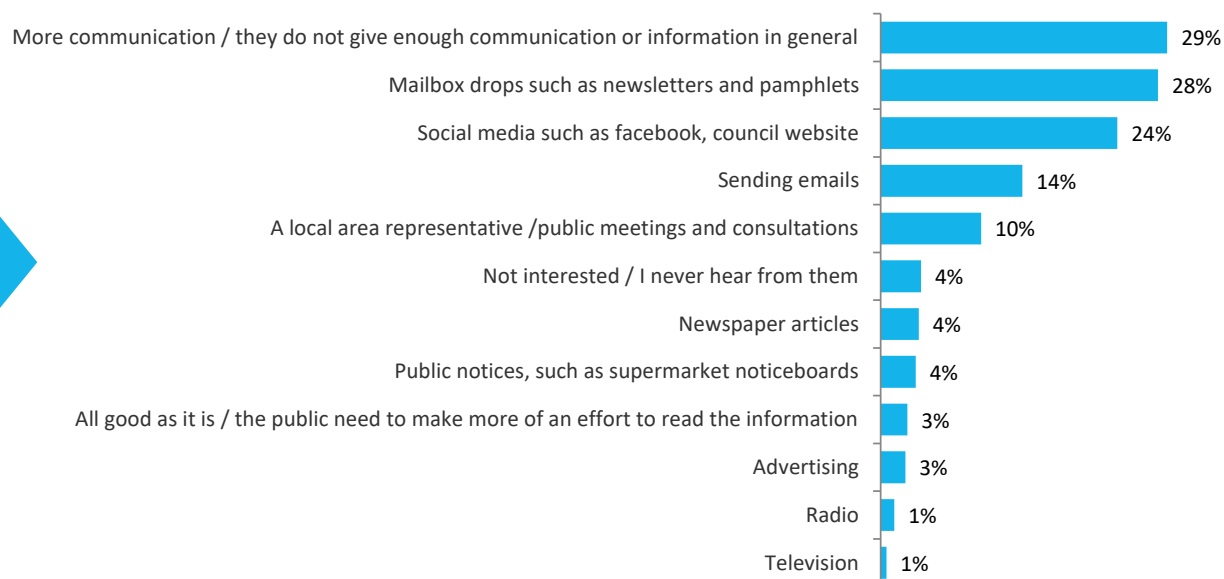 More communication / they do not give enough communication or information in general 29%
Mailbox drops such as newsletters and pamphlets 28%
Social media such as facebook, council website 24%
Sending emails 14%
A local area representative /public meetings and consultations 10%
Not interested / I never hear from them 4%
Newspaper articles 4%
Public notices, such as supermarket noticeboards 4%
All good as it is / the public need to make more of an effort to read the information 3%
Advertising 3%
Radio 1%
Television 1%